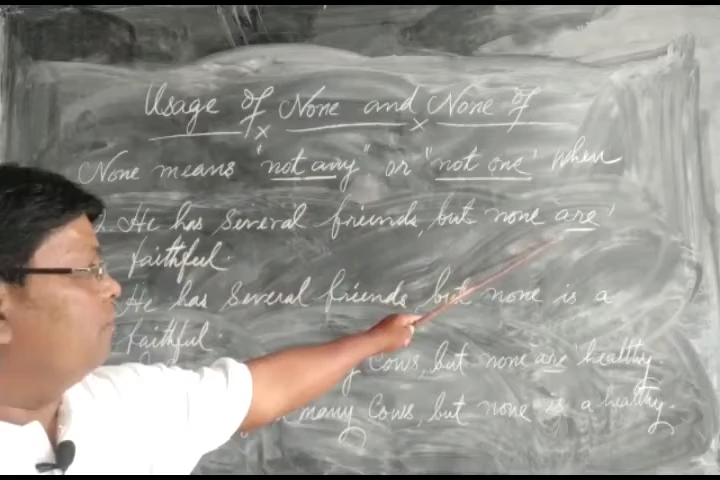 Usage of None and None of
None means "not any" or "not one" When
He has several friends, but none are'
faithful.
He has several friends but none is a
faithful.
Cows, but none are healthy.
many Cows, but none is a healthy.